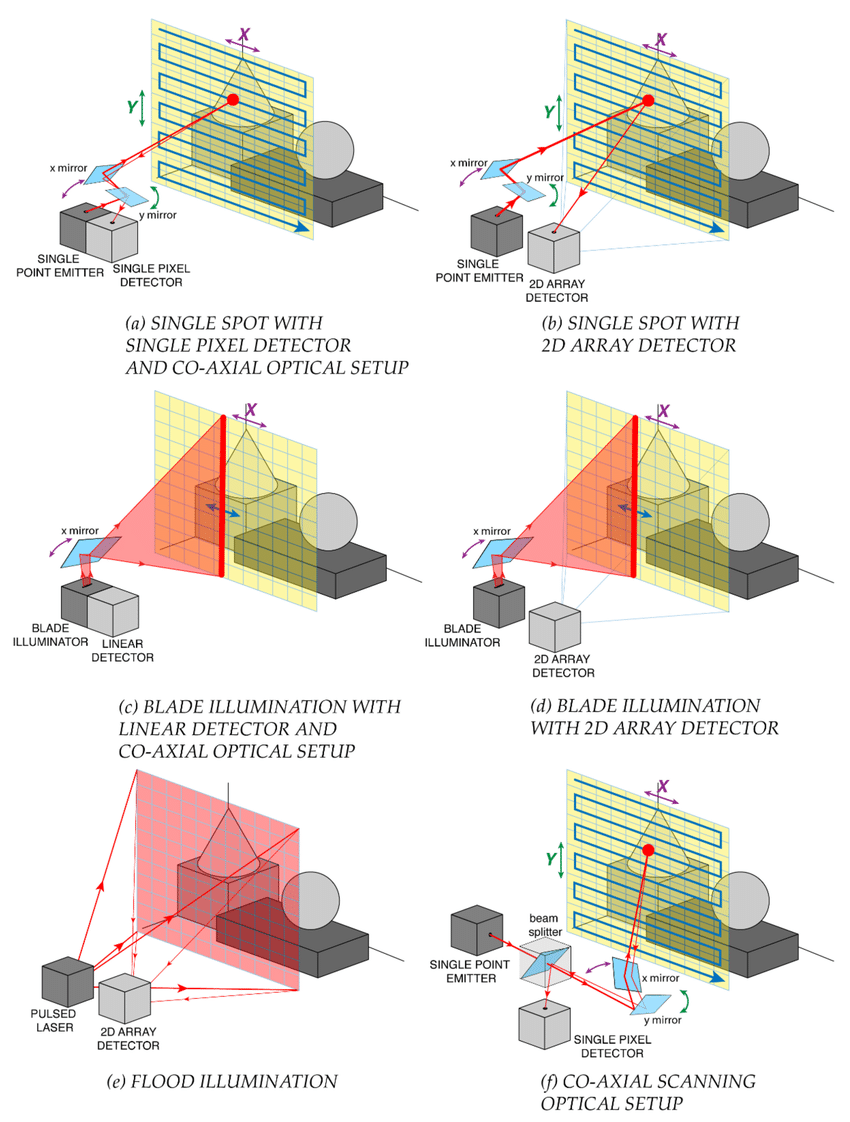 X
Y
x mirror
y mirror
SINGLE
POINT EMITTER
SINGLE PIXEL
DETECTOR
(a) SINGLE SPOT WITH
SINGLE PIXEL DETECTOR
AND CO-AXIAL OPTICAL SETUP
X
Y
x mirror
y mirror
SINGLE
POINT EMITTER
2D ARRAY
DETECTOR
(b) SINGLE SPOT WITH
2D ARRAY DETECTOR
X
x mirror
BLADE
ILLUMINATOR
LINEAR
DETECTOR
(c) BLADE ILLUMINATION WITH
LINEAR DETECTOR AND
CO-AXIAL OPTICAL SETUP
X
x mirror
BLADE
ILLUMINATOR
2D ARRAY
DETECTOR
(d) BLADE ILLUMINATION
WITH 2D ARRAY DETECTOR
PULSED
LASER
2D ARRAY
DETECTOR
(e) FLOOD ILLUMINATION
X
Y
beam
splitter
SINGLE POINT
EMITTER
x mirror
y mirror
SINGLE PIXEL
DETECTOR
(f) CO-AXIAL SCANNING
OPTICAL SETUP